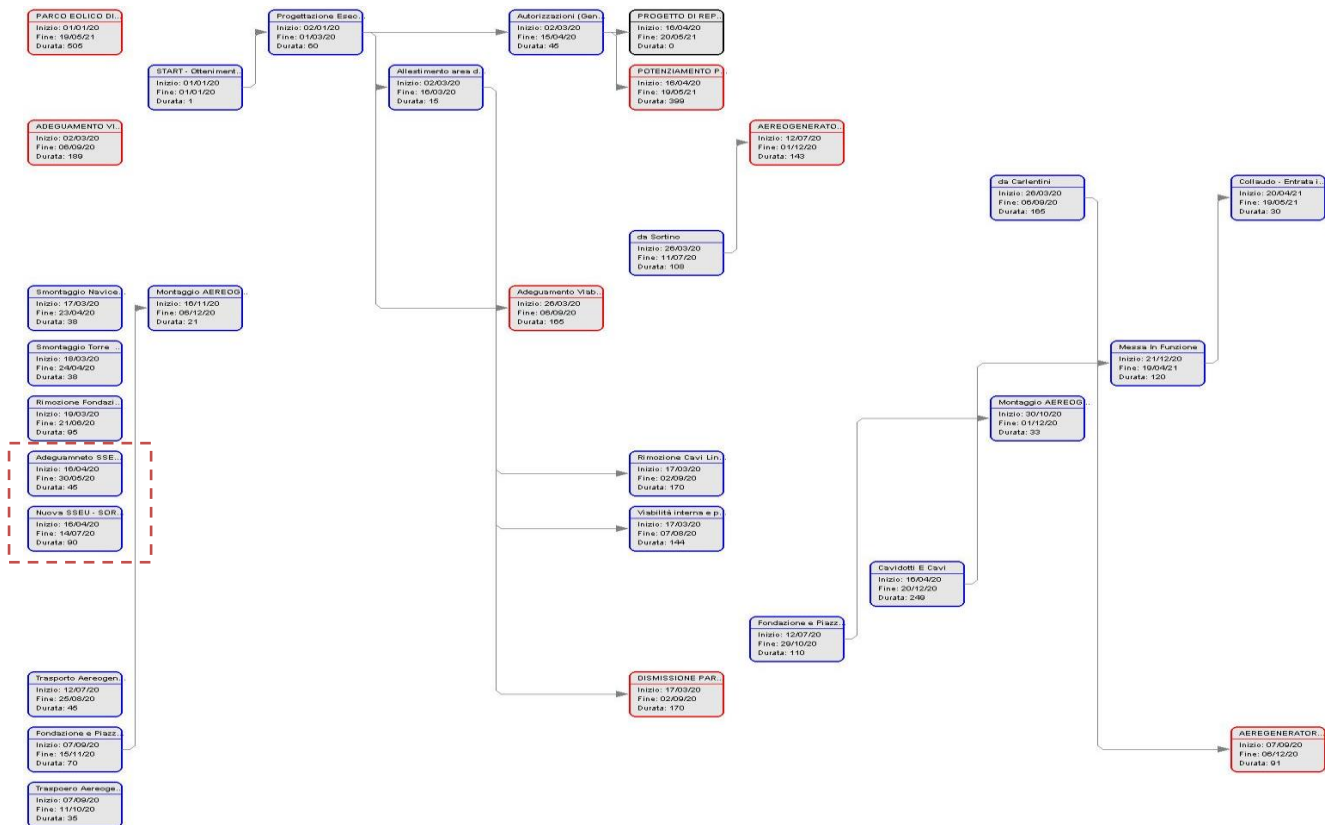 PARCO EOLICO DI...
Inizio: 01/01/20
Fine: 19/05/21
Durata: 505
Progettazione Esec...
Inizio: 02/01/20
Fine: 01/03/20
Durata: 60
Autorizzazioni (Gen...
Inizio: 02/03/20
Fine: 15/04/20
Durata: 45
PROGETTO DI REP...
Inizio: 16/04/20
Fine: 20/05/21
Durata: 0
START - Otteniment...
Inizio: 01/01/20
Fine: 01/01/20
Durata: 1
Allestimento area d...
Inizio: 02/03/20
Fine: 16/03/20
Durata: 15
POTENZIAMENTO P...
Inizio: 16/04/20
Fine: 19/05/21
Durata: 399
ADEGUAMENTO VI...
Inizio: 02/03/20
Fine: 06/09/20
Durata: 189
AEREOGENERATO...
Inizio: 12/07/20
Fine: 01/12/20
Durata: 143
da Carlentini
Inizio: 26/03/20
Fine: 06/09/20
Durata: 165
Collaudo - Entrata i...
Inizio: 20/04/21
Fine: 19/05/21
Durata: 30
da Sortino
Inizio: 26/03/20
Fine: 11/07/20
Durata: 108
Smontaggio Navice...
Inizio: 17/03/20
Fine: 23/04/20
Durata: 38
Montaggio AEREOG...
Inizio: 16/11/20
Fine: 06/12/20
Durata: 21
Adeguamento Viab...
Inizio: 26/03/20
Fine: 06/09/20
Durata: 165
Smontaggio Torre ...
Inizio: 18/03/20
Fine: 24/04/20
Durata: 38
Messa In Funzione
Inizio: 21/12/20
Fine: 19/04/21
Durata: 120
Rimozione Fondazi...
Inizio: 19/03/20
Fine: 21/06/20
Durata: 95
Montaggio AEREOG...
Inizio: 30/10/20
Fine: 01/12/20
Durata: 33
Adeguamneto SSE...
Inizio: 16/04/20
Fine: 30/05/20
Durata: 45
Rimozione Cavi Lin...
Inizio: 17/03/20
Fine: 02/09/20
Durata: 170
Nuova SSEU - SOR...
Inizio: 16/04/20
Fine: 14/07/20
Durata: 90
Viabilità interna e p...
Inizio: 17/03/20
Fine: 07/08/20
Durata: 144
Cavidotti E Cavi
Inizio: 16/04/20
Fine: 20/12/20
Durata: 249
Fondazione e Piazz...
Inizio: 12/07/20
Fine: 29/10/20
Durata: 110
Trasporto Aereogen...
Inizio: 12/07/20
Fine: 25/08/20
Durata: 45
DISMISSIONE PAR...
Inizio: 17/03/20
Fine: 02/09/20
Durata: 170
Fondazione e Piazz...
Inizio: 07/09/20
Fine: 15/11/20
Durata: 70
AEREGENERATOR...
Inizio: 07/09/20
Fine: 06/12/20
Durata: 91
Traspoero Aereoge...
Inizio: 07/09/20
Fine: 11/10/20
Durata: 35